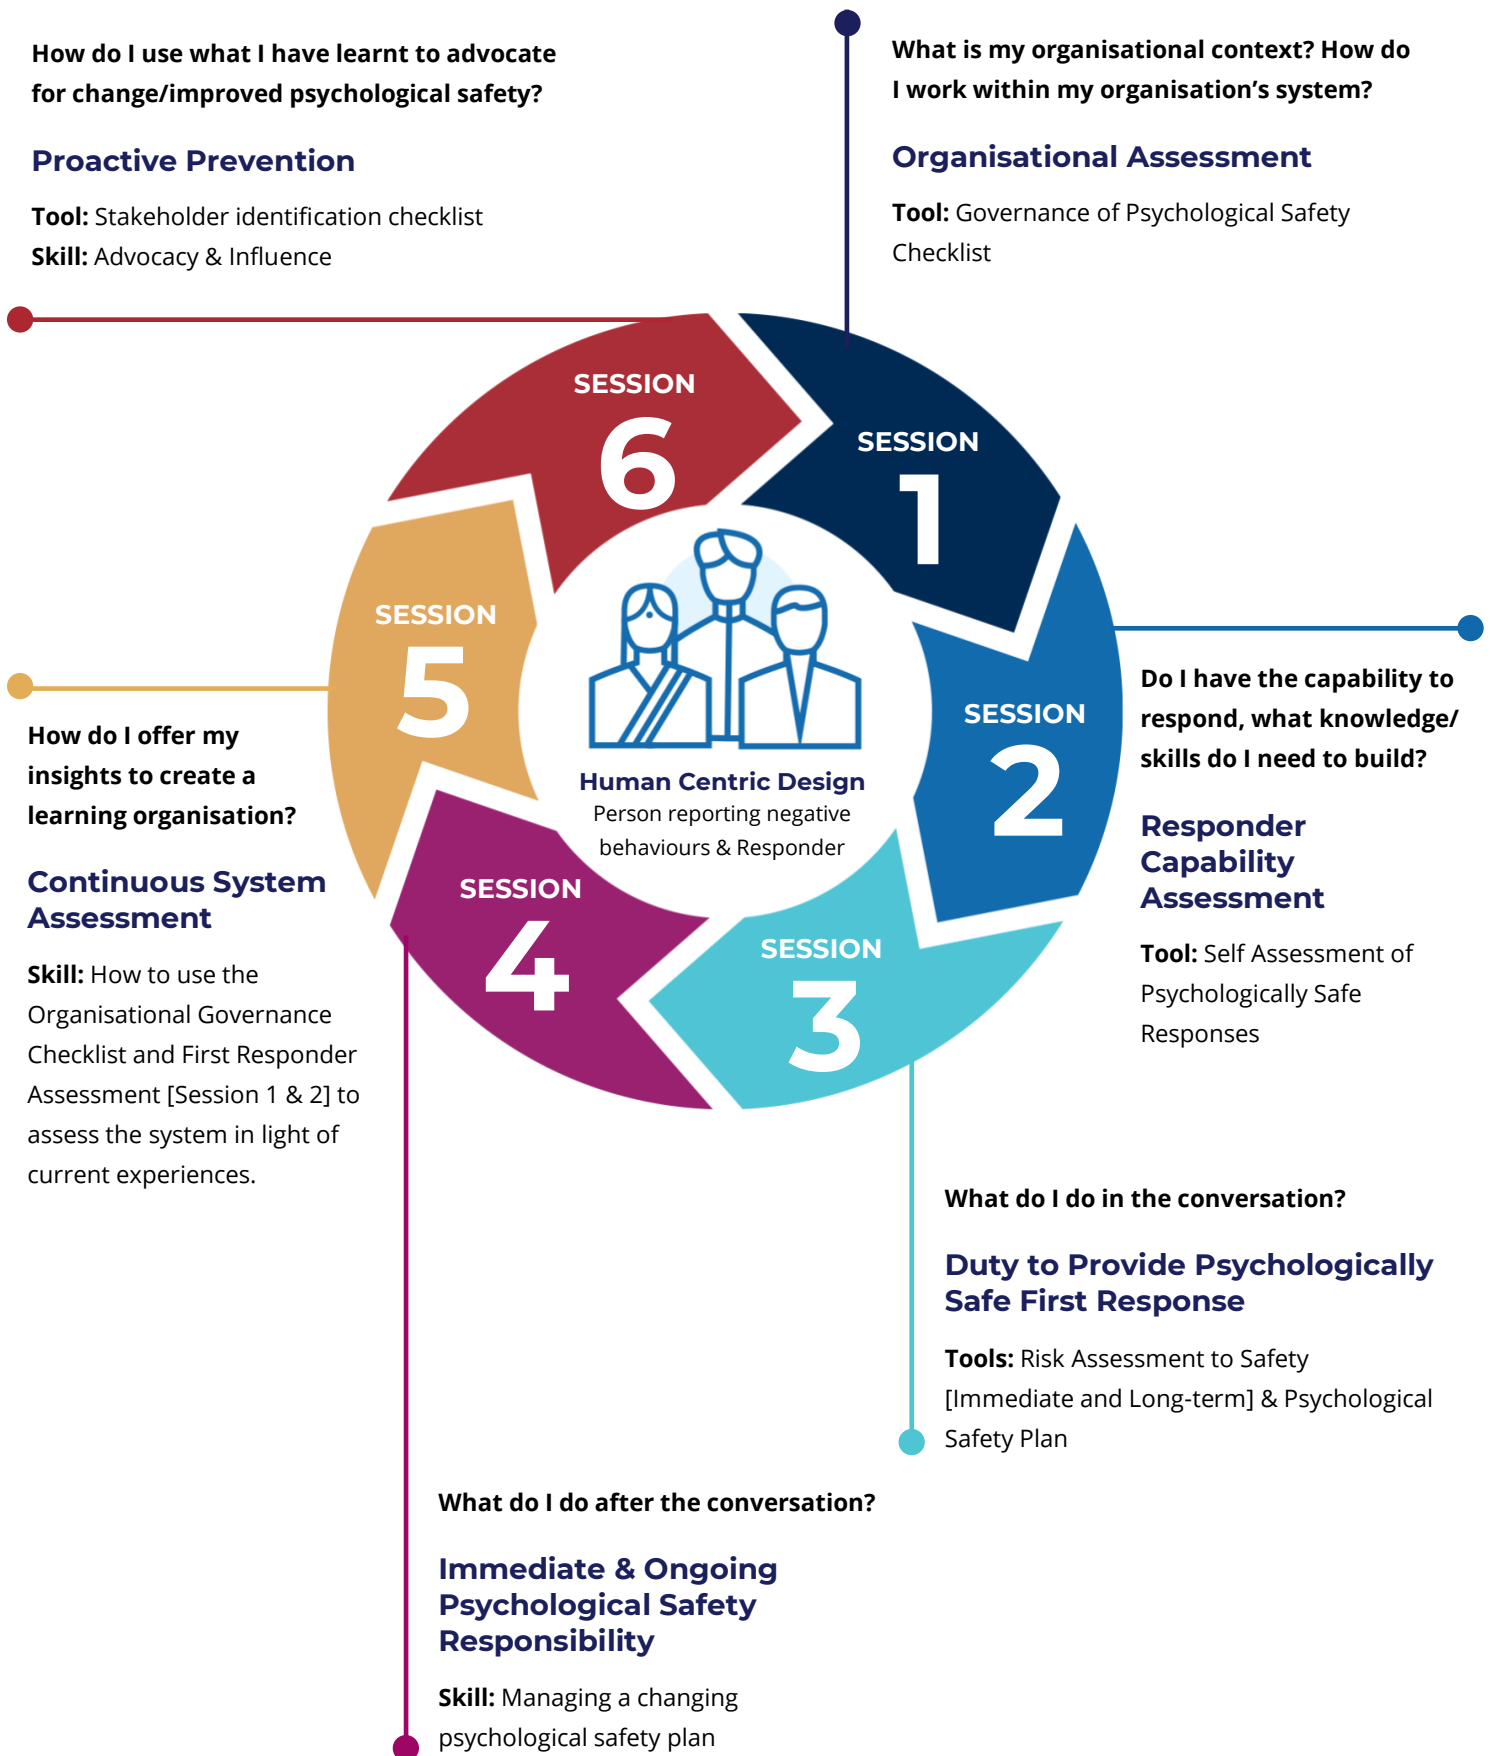 How do I use what I have learnt to advocate
for change/improved psychological safety?
Proactive Prevention
Tool: Stakeholder identification checklist
Skill: Advocacy & Influence
What is my organisational context? How do
I work within my organisation's system?
Organisational Assessment
Tool: Governance of Psychological Safety
Checklist
SESSION
6
SESSION
1
SESSION
5
SESSION
2
SESSION
4
SESSION
3
Human Centric Design
Person reporting negative
behaviours & Responder
Do I have the capability to
respond, what knowledge/
skills do I need to build?
Responder
Capability
Assessment
Tool: Self Assessment of
Psychologically Safe
Responses
How do I offer my
insights to create a
learning organisation?
Continuous System
Assessment
Skill: How to use the
Organisational Governance
Checklist and First Responder
Assessment [Session 1 & 2] to
assess the system in light of
current experiences.
What do I do in the conversation?
Duty to Provide Psychologically
Safe First Response
Tools: Risk Assessment to Safety
[Immediate and Long-term] & Psychological
Safety Plan
What do I do after the conversation?
Immediate & Ongoing
Psychological Safety
Responsibility
Skill: Managing a changing
psychological safety plan